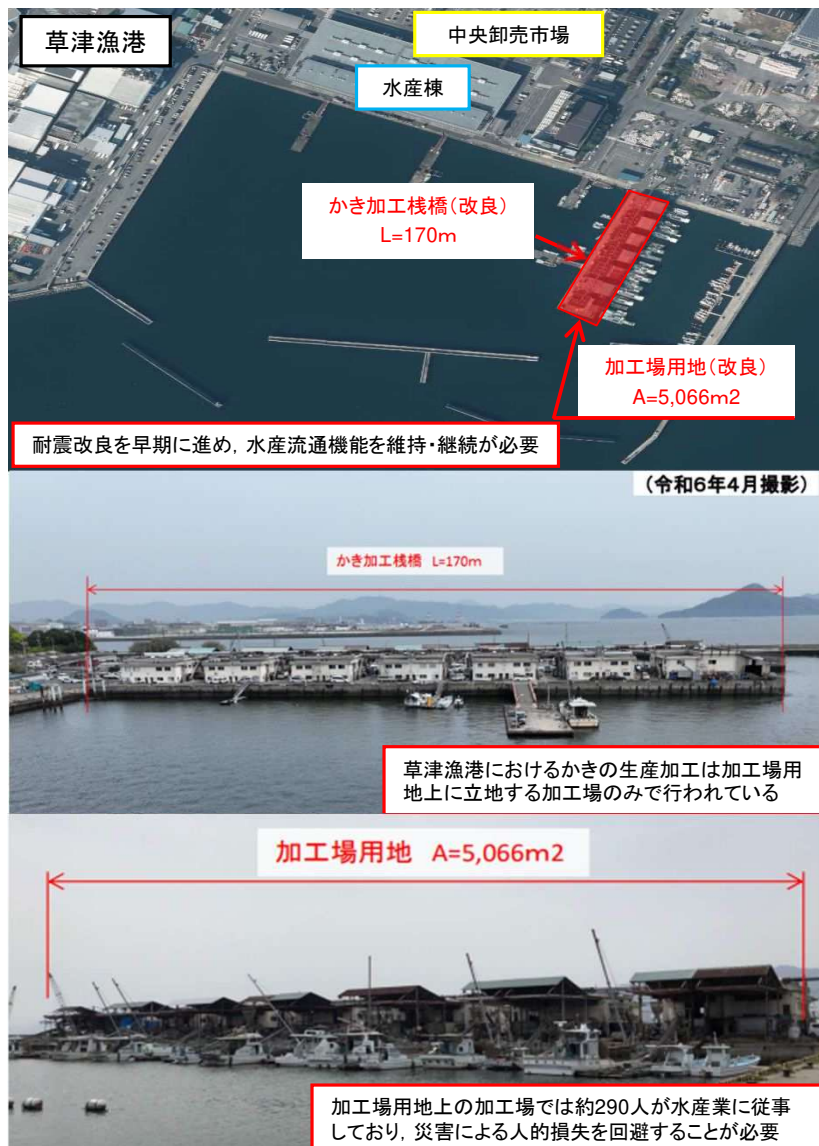 草津漁港
中央卸売市場
水産棟
かき加工桟橋(改良)
L=170m
加工場用地(改良)
A=5,066m2
耐震改良を早期に進め，水産流通機能を維持・継続が必要
(令和6年4月撮影)
かき加工桟橋 L=170m
草津漁港におけるかきの生産加工は加工場用
地上に立地する加工場のみで行われている
加工場用地 A=5,066m2
加工場用地上の加工場では約290人が水産業に従事
しており，災害による人的損失を回避することが必要